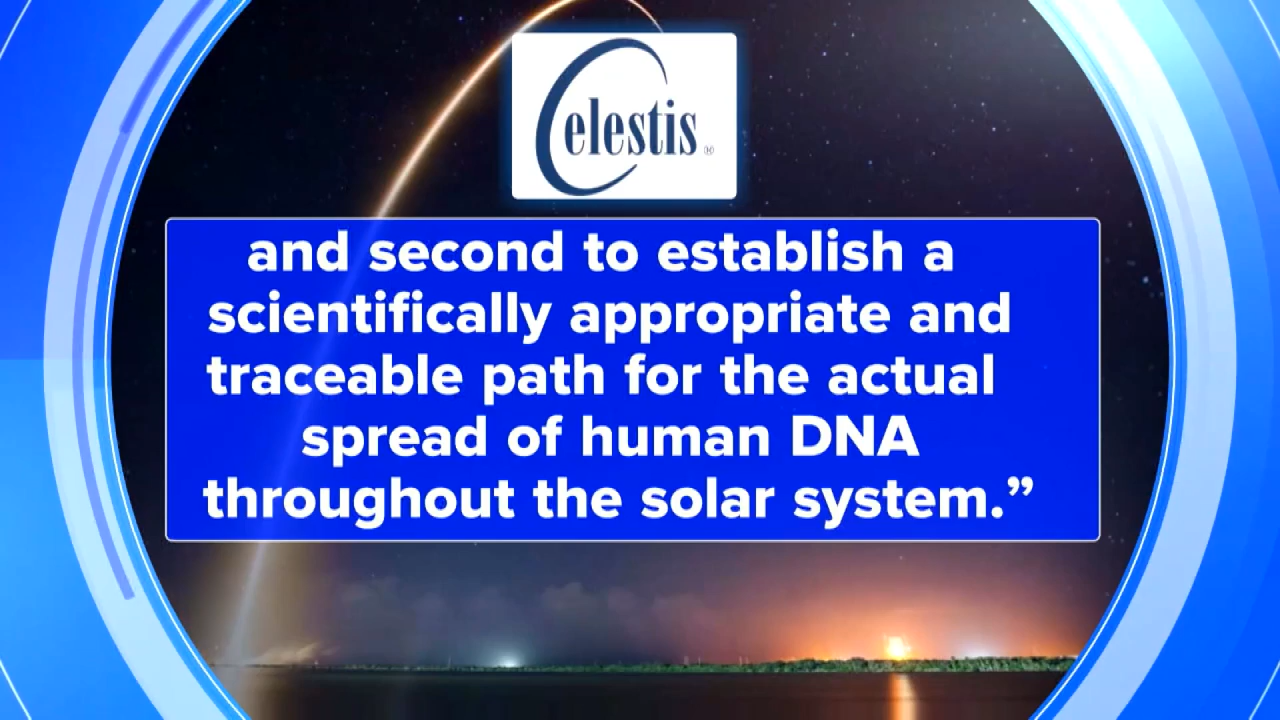 Celestis®
and second to establish a
scientifically appropriate and
traceable path for the actual
spread of human DNA
throughout the solar system.”